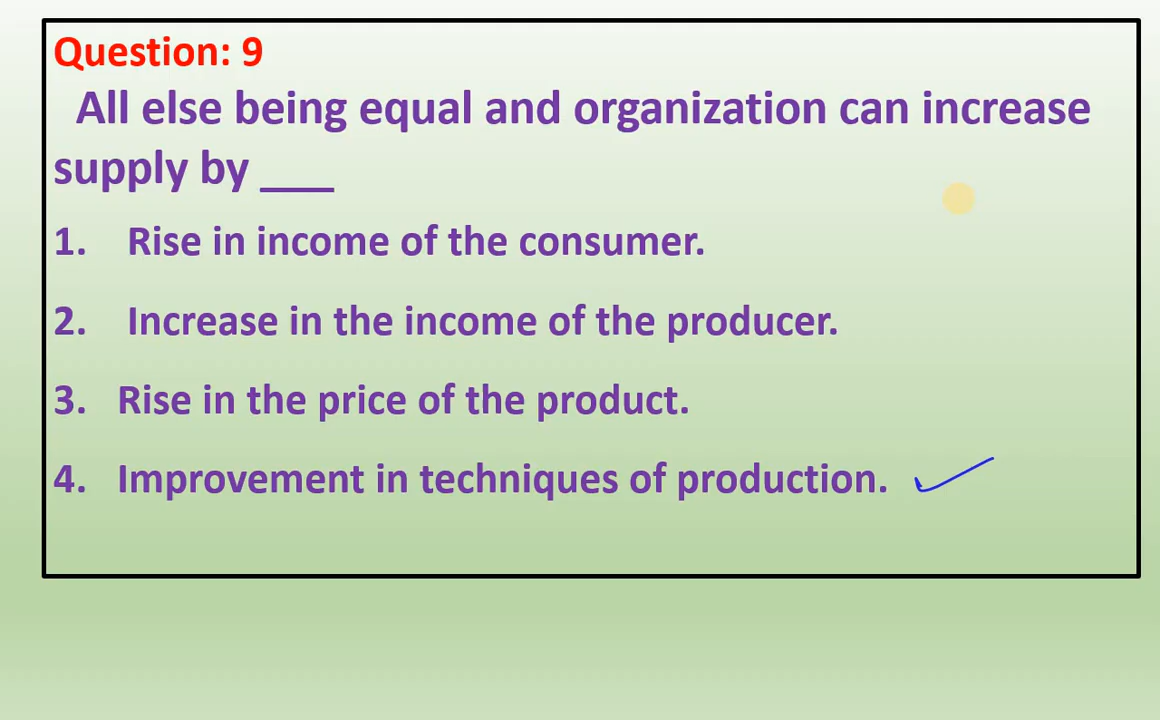 Question: 9
All else being equal and organization can increase
supply by ___
1. Rise in income of the consumer.
2. Increase in the income of the producer.
3. Rise in the price of the product.
4. Improvement in techniques of production.